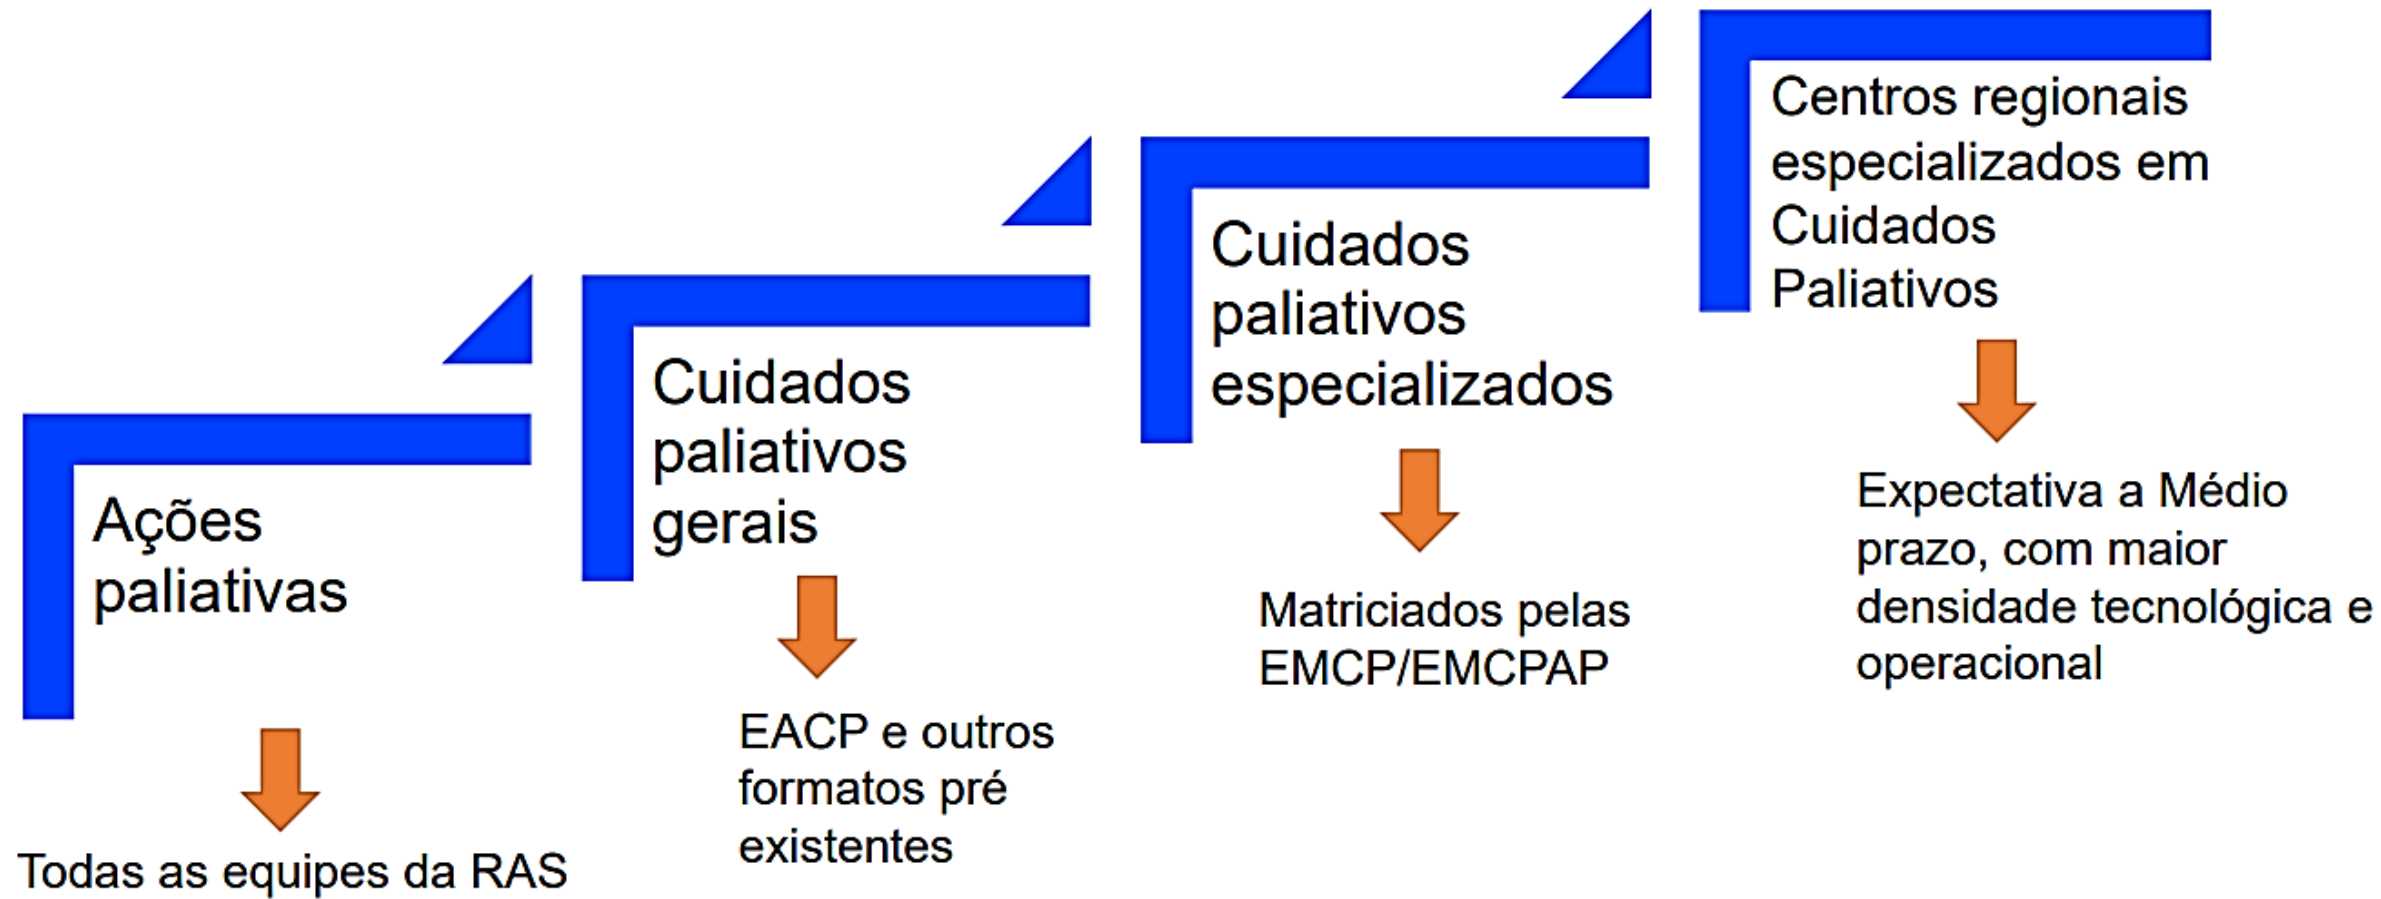 Ações
paliativas
Todas as equipes da RAS
Cuidados
paliativos
gerais
EACP e outros
formatos pré
existentes
Cuidados
paliativos
especializados
Matriciados pelas
EMCP/EMCPAP
Centros regionais
especializados em
Cuidados
Paliativos
Expectativa a Médio
prazo, com maior
densidade tecnológica e
operacional